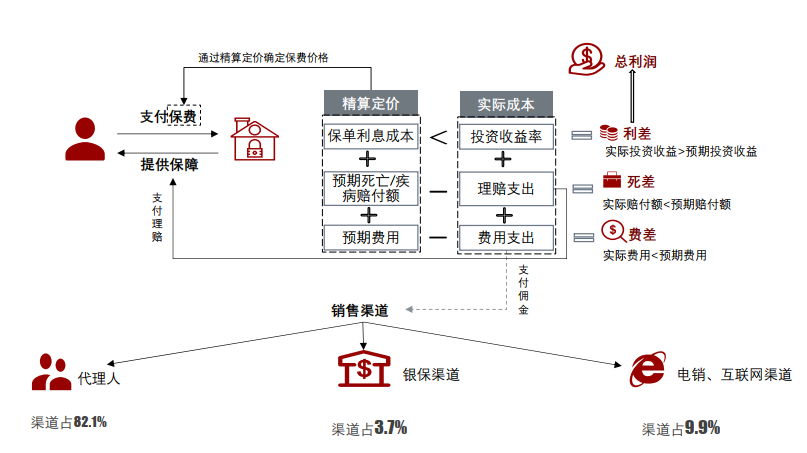 通过精算定价确定保费价格
总利润
精算定价
实际成本
支付保费
保单利息成本
<
投资收益率
=
利差
实际投资收益>预期投资收益
+
+
提供保障
预期死亡/疾
病赔付额
—
理赔支出
=
死差
实际赔付额<预期赔付额
支付理赔
+
+
预期费用
—
费用支出
=
$
费差
实际费用<预期费用
支付佣金
销售渠道
代理人
$
银保渠道
电销、互联网渠道
渠道占82.1%
渠道占3.7%
渠道占9.9%